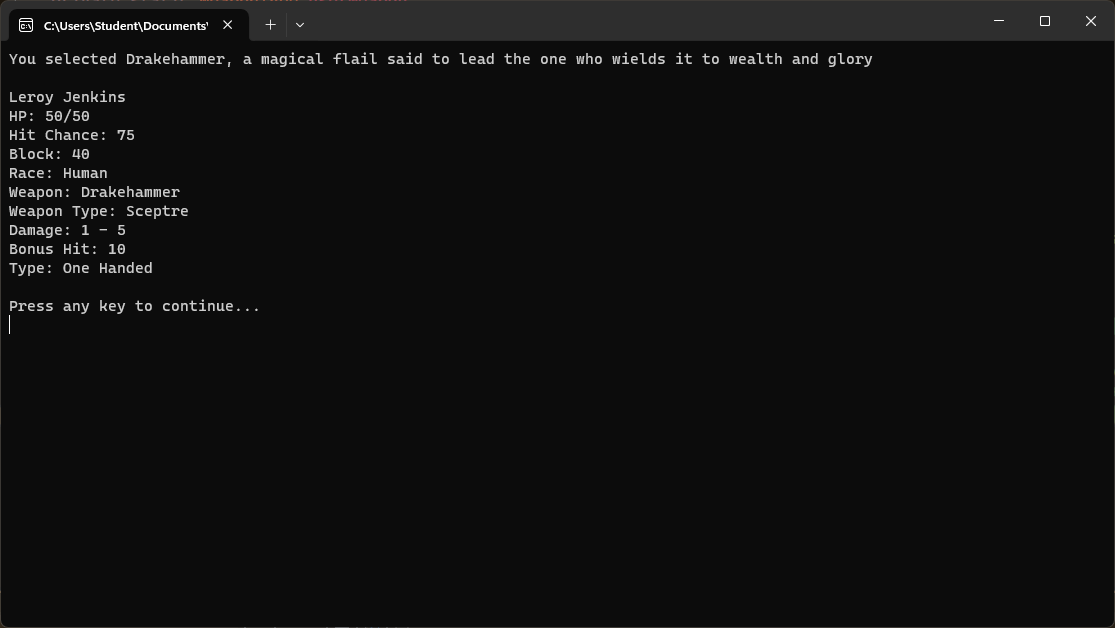 C:\Users\Student\Documents'
You selected Drakehammer, a magical flail said to lead the one who wields it to wealth and glory
Leroy Jenkins
HP: 50/50
Hit Chance: 75
Block: 40
Race: Human
Weapon: Drakehammer
Weapon Type: Sceptre
Damage: 1 - 5
Bonus Hit: 10
Type: One Handed
Press any key to continue...